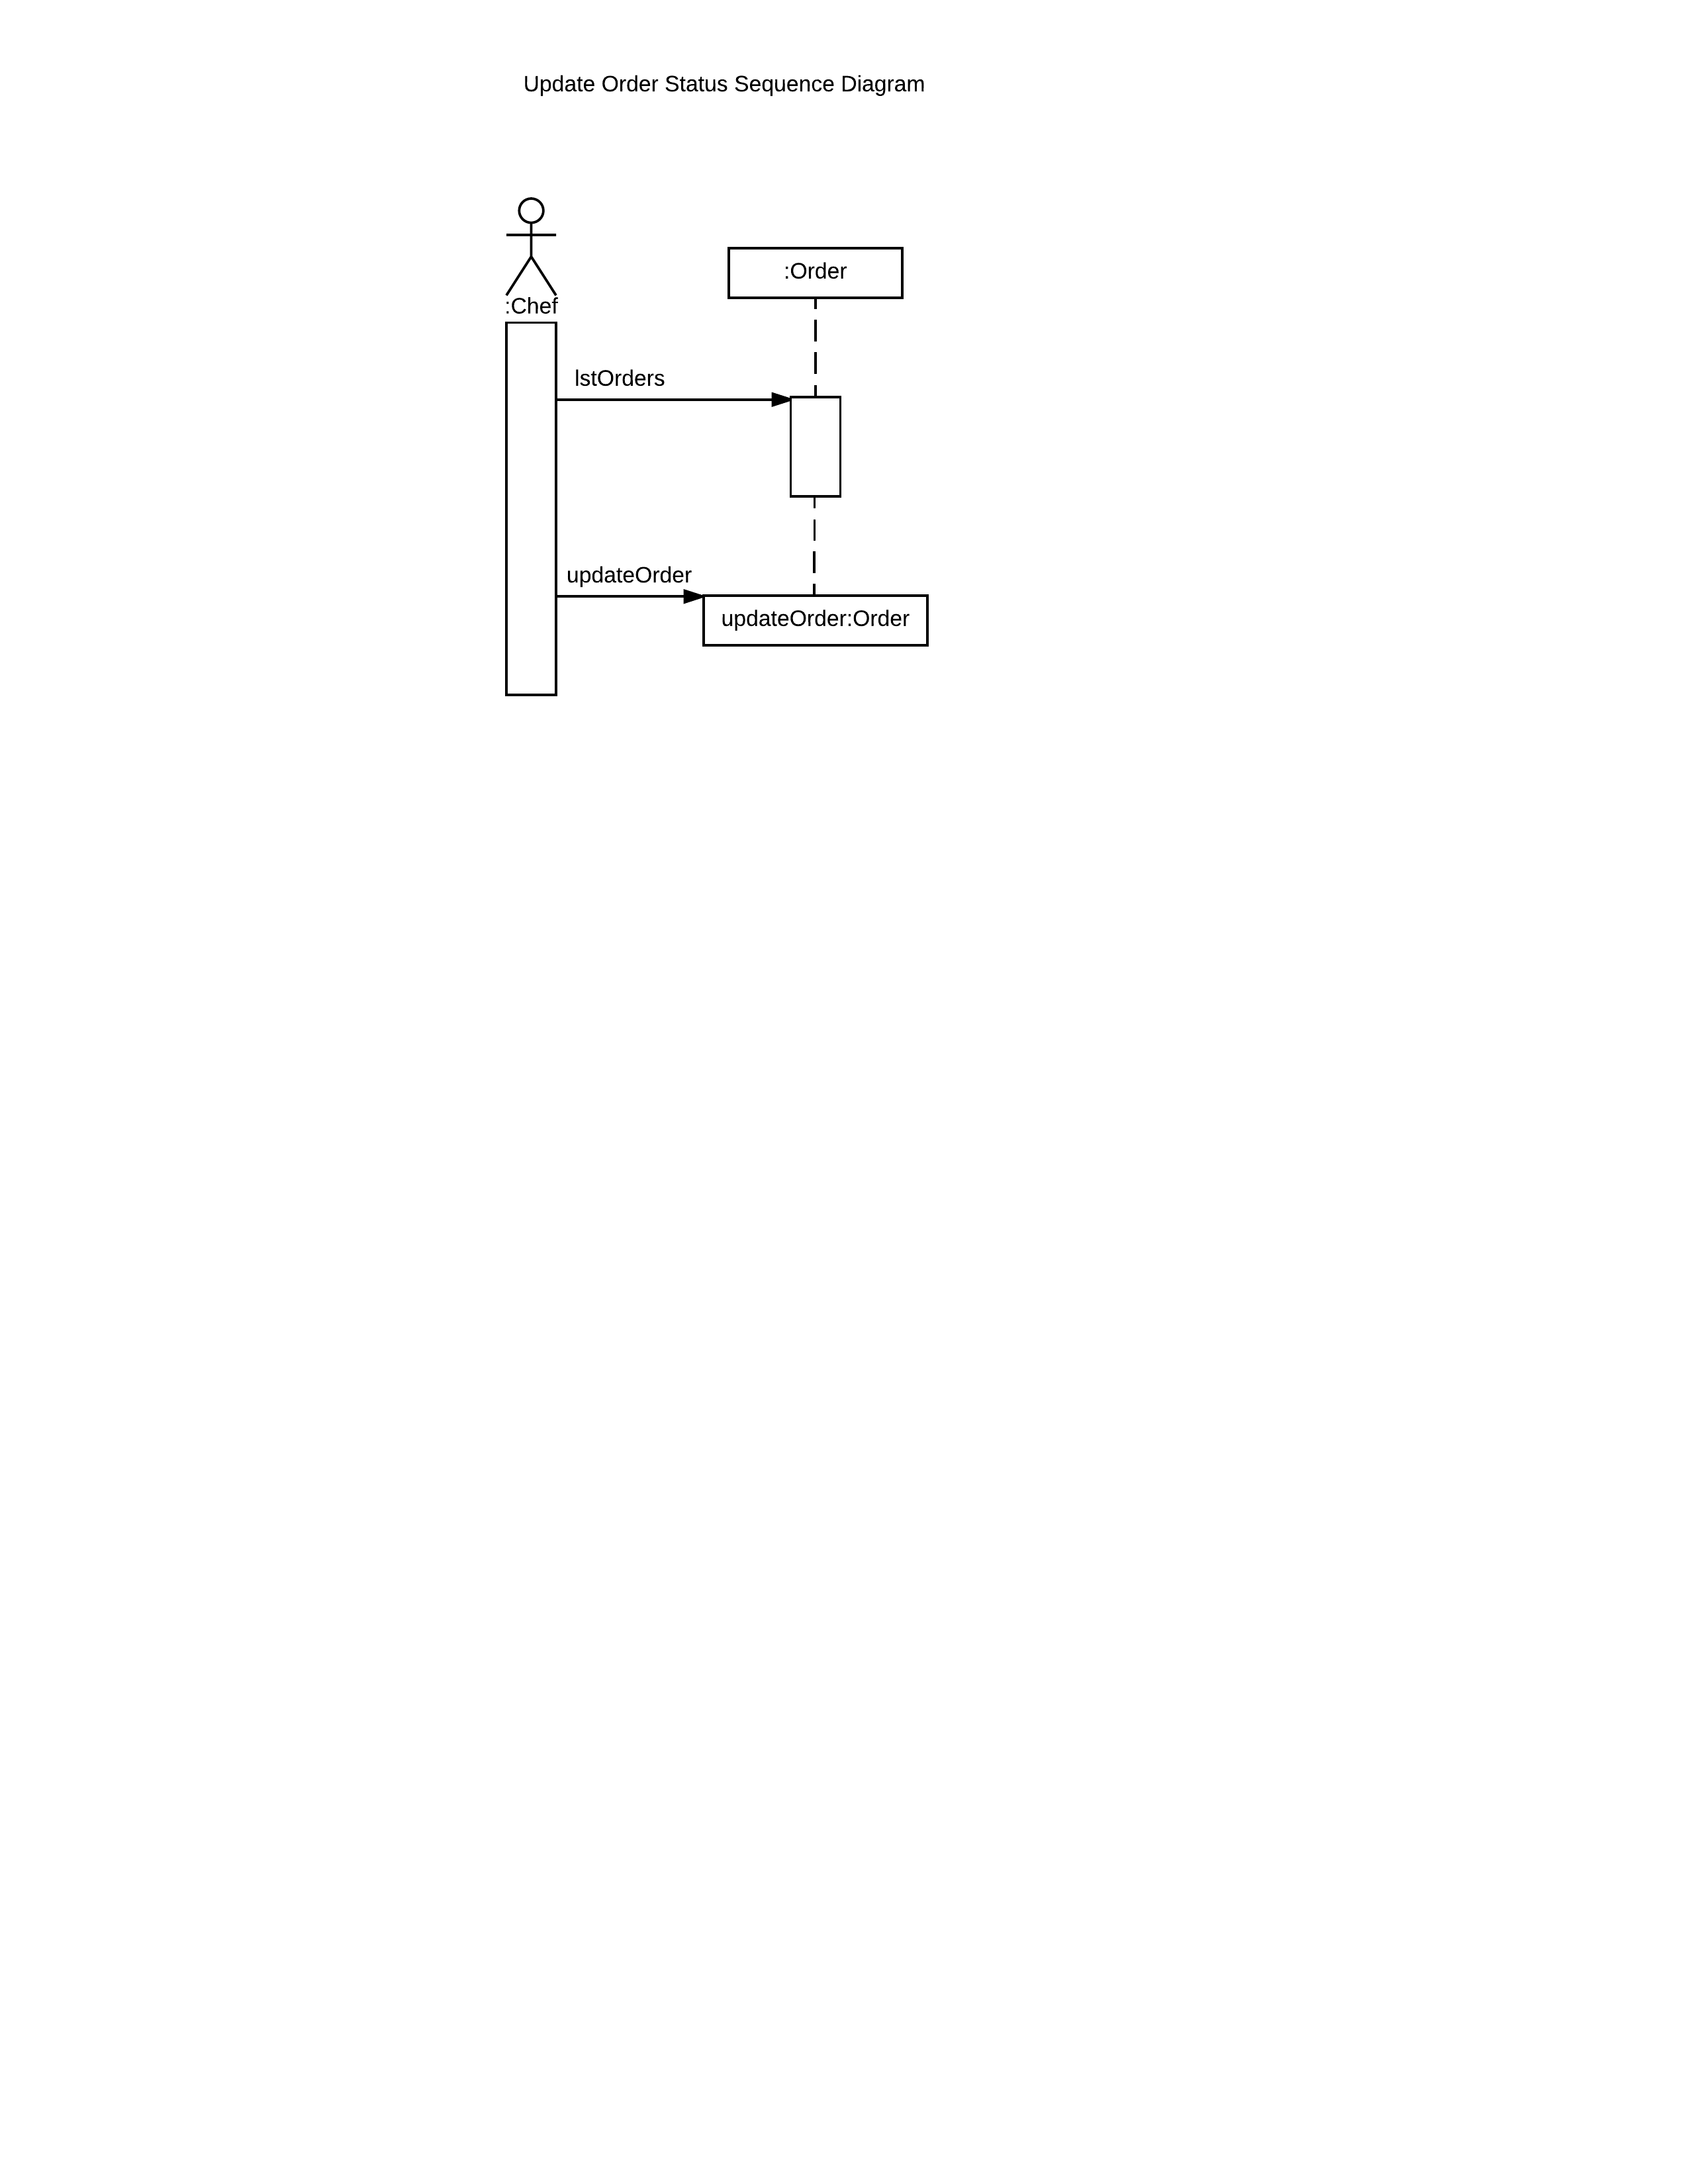 Update Order Status Sequence Diagram
:Order
:Chef
lstOrders
updateOrder
updateOrder:Order